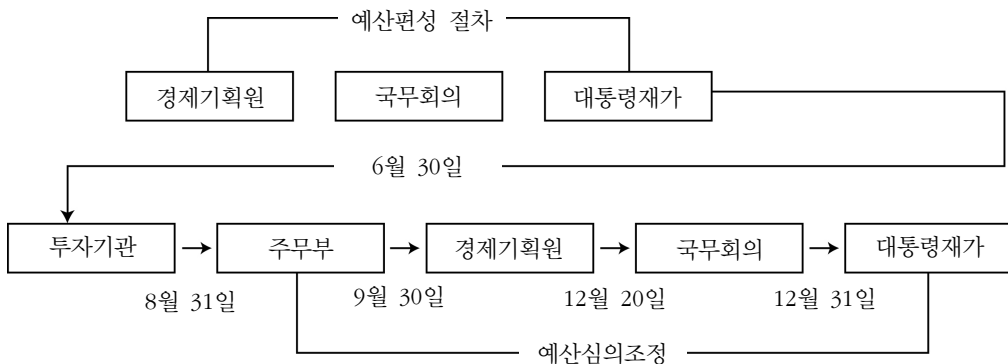 예산편성 절차
경제기획원 국무회의 대통령재가
6월 30일
투자기관 주무부 경제기획원 국무회의 대통령재가
8월 31일 9월 30일 12월 20일 12월 31일
예산심의조정